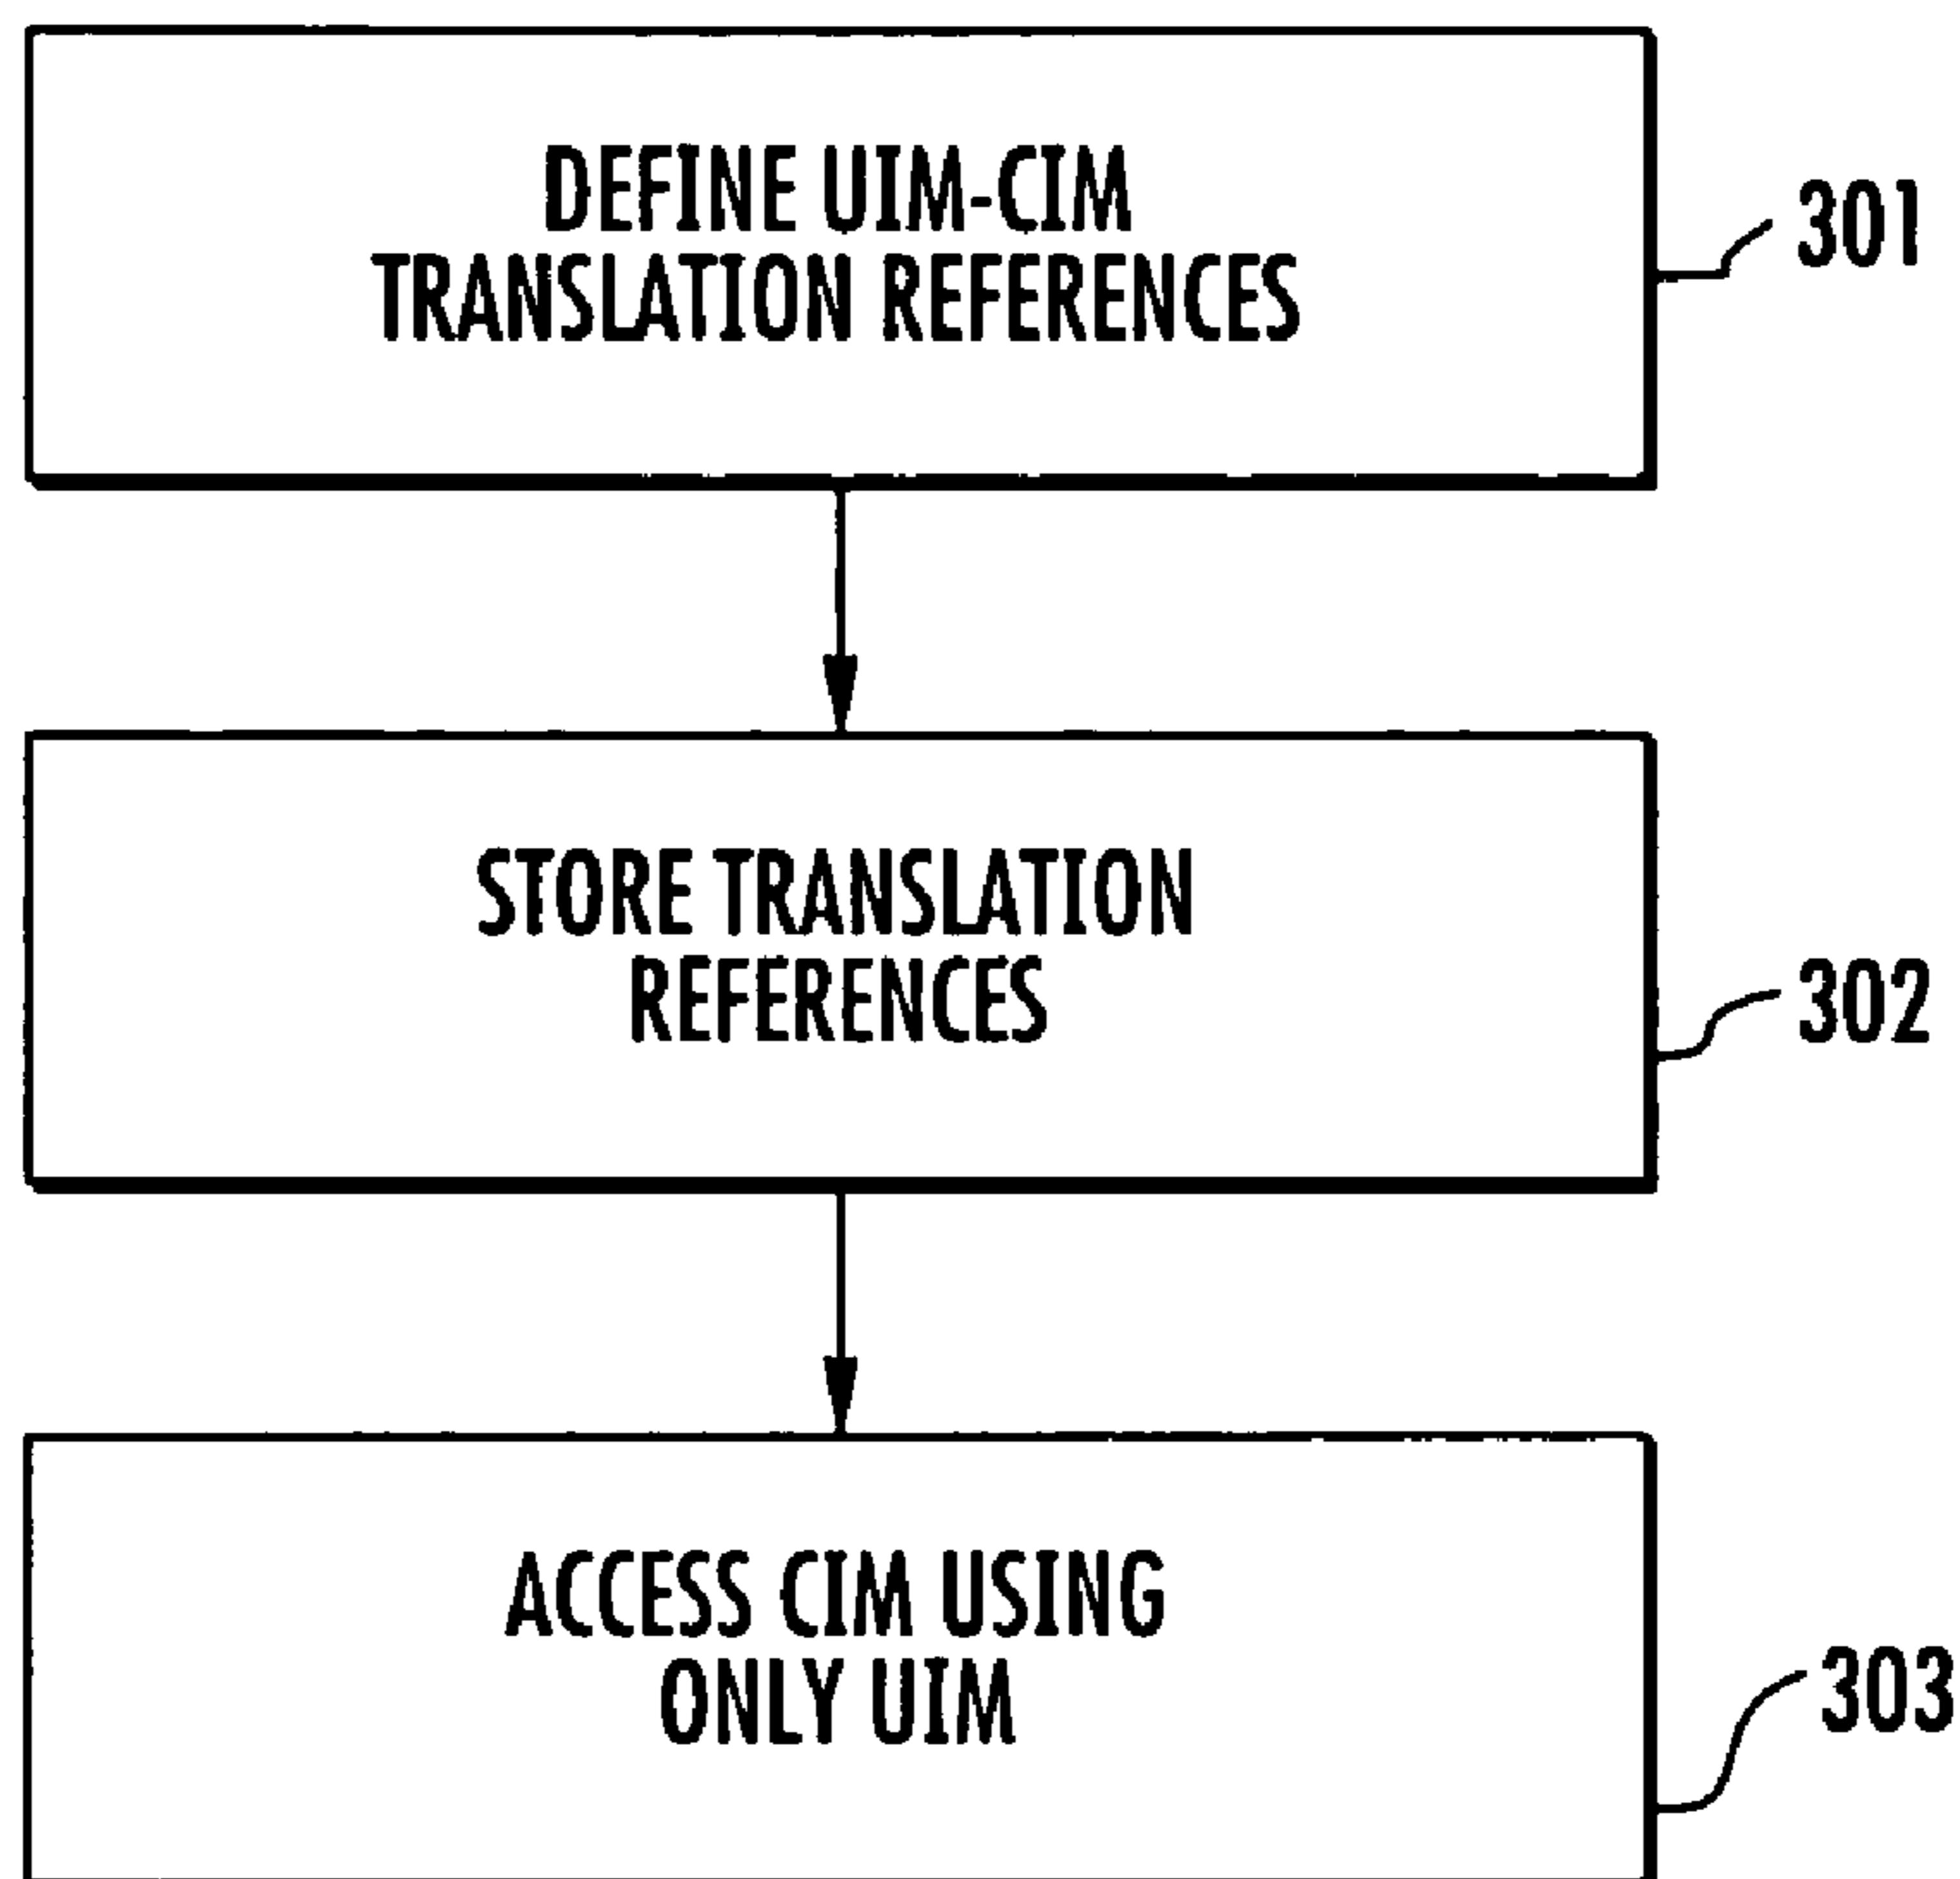 DEFINE UIM-CIM
TRANSLATION REFERENCES
301
STORE TRANSLATION
REFERENCES
302
ACCESS CIM USING
ONLY UIM
303